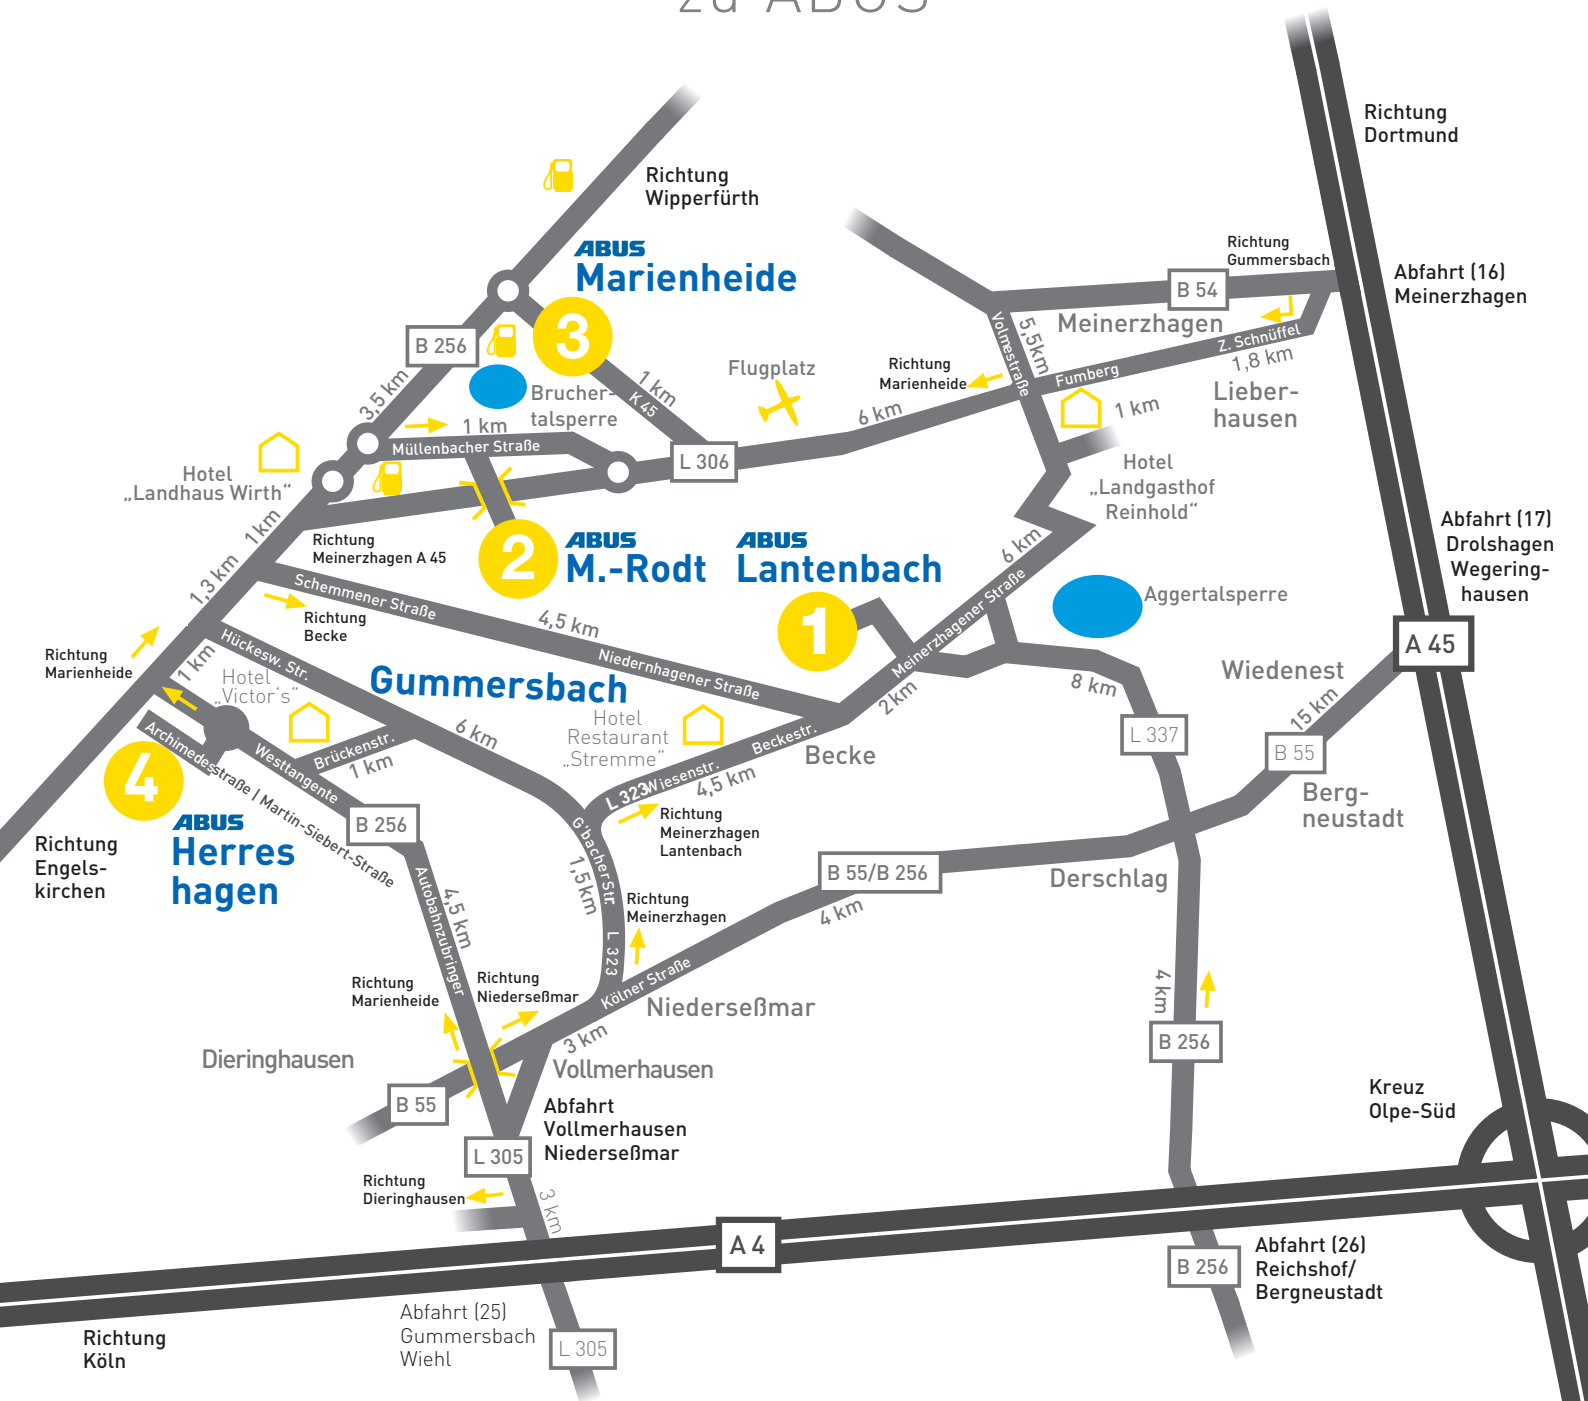 zu ABUS
Richtung
Dortmund
Richtung
Wipperfürth
ABUS
Marienheide
3
Richtung
Gummersbach
B 54
Abfahrt (16)
Meinerzhagen
Meinerzhagen
Z. Schnüffel
1,8 km
Volmestraße
5,5km
Fumberg
Lieber-
hausen
B 256
3,5 km
Brucher-
talsperre
1 km
K 45
Flugplatz
Richtung
Marienheide
6 km
1 km
1 km
Müllenbacher Straße
L 306
Hotel
„Landhaus Wirth“
Hotel
„Landgasthof
Reinhold“
1km
Richtung
Meinerzhagen A 45
2
ABUS
M.-Rodt
ABUS
Lantenbach
1
6 km
Meinerzhagener Straße
Abfahrt (17)
Drolshagen
Wegering-
hausen
A 45
1,3 km
Schemmener Straße
Richtung
Becke
4,5 km
Niedernhagener Straße
Aggertalsperre
Richtung
Marienheide
1 km
Hückesw. Str.
Hotel
„Victor's“
Gummersbach
6 km
2km
8 km
Wiedenest
15 km
L 337
B 55
Berg-
neustadt
Hotel
Restaurant
„Stremme“
Beckestr.
Becke
L 323
Wiesenstr.
4,5 km
Archimedesstraße | Martin-Siebert-Straße
Westtangente
Brückenstr.
1 km
4
ABUS
Herres
hagen
B 256
Richtung
Engels-
kirchen
Richtung
Meinerzhagen
Lantenbach
G'bacher Str.
1,5km
L 323
Richtung
Meinerzhagen
B 55/B 256
4 km
Derschlag
Autobahnzubringer
4,5 km
Richtung
Marienheide
Richtung
Niederseßmar
Kölner Straße
Niederseßmar
3 km
4 km
B 256
Dieringhausen
B 55
Vollmerhausen
Abfahrt
Vollmerhausen
Niederseßmar
L 305
Richtung
Dieringhausen
3 km
Kreuz
Olpe-Süd
A 4
B 256
Abfahrt (26)
Reichshof/
Bergneustadt
Richtung
Köln
Abfahrt (25)
Gummersbach
Wiehl
L 305